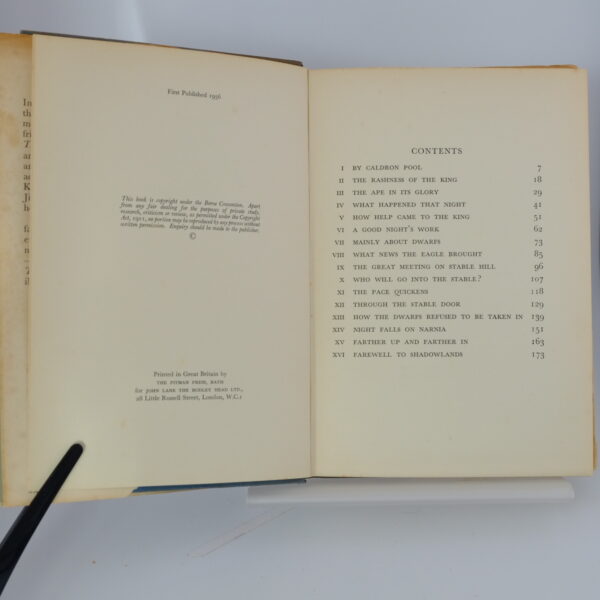 First Published 1956
This book is copyright under the Berne Convention. Apart
from any fair dealing for the purposes of private study,
research, criticism or review, as permitted under the Copyright
Act, 1911, no portion may be reproduced by any process without
written permission. Enquiry should be made to the publisher.
©
Printed in Great Britain by
THE PITMAN PRESS, BATH
for JOHN LANE THE BODLEY HEAD LTD.,
28 Little Russell Street, London, W.C.1
CONTENTS
I BY CALDRON POOL 7
II THE RASHNESS OF THE KING 18
III THE APE IN ITS GLORY 29
IV WHAT HAPPENED THAT NIGHT 41
V HOW HELP CAME TO THE KING 51
VI A GOOD NIGHT'S WORK 62
VII MAINLY ABOUT DWARFS 73
VIII WHAT NEWS THE EAGLE BROUGHT 85
IX THE GREAT MEETING ON STABLE HILL 96
X WHO WILL GO INTO THE STABLE? 107
XI THE PACE QUICKENS 118
XII THROUGH THE STABLE DOOR 129
XIII HOW THE DWARFS REFUSED TO BE TAKEN IN 139
XIV NIGHT FALLS ON NARNIA 151
XV FARTHER UP AND FARTHER IN 163
XVI FAREWELL TO SHADOWLANDS 173